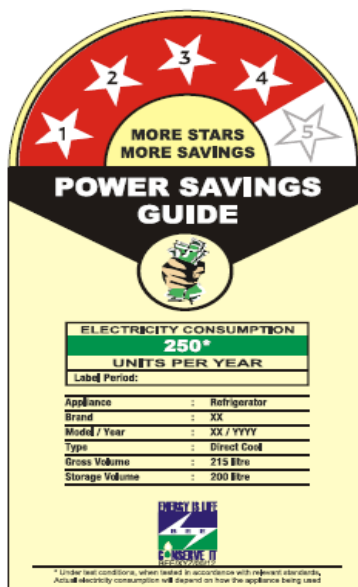 1 2 3 4 5
MORE STARS
MORE SAVINGS
POWER SAVINGS
GUIDE
ELECTRICITY CONSUMPTION
250*
UNITS PER YEAR
Label Period:
Appliance : Refrigerator
Brand : XX
Model / Year : XX / YYYY
Type : Direct Cool
Gross Volume : 215 litre
Storage Volume : 200 litre
ENERGY IS LIFE
BEE
CONSERVE IT
* Under test conditions, when tested in accordance with relevant standards,
Actual electricity consumption will depend on how the appliance being used